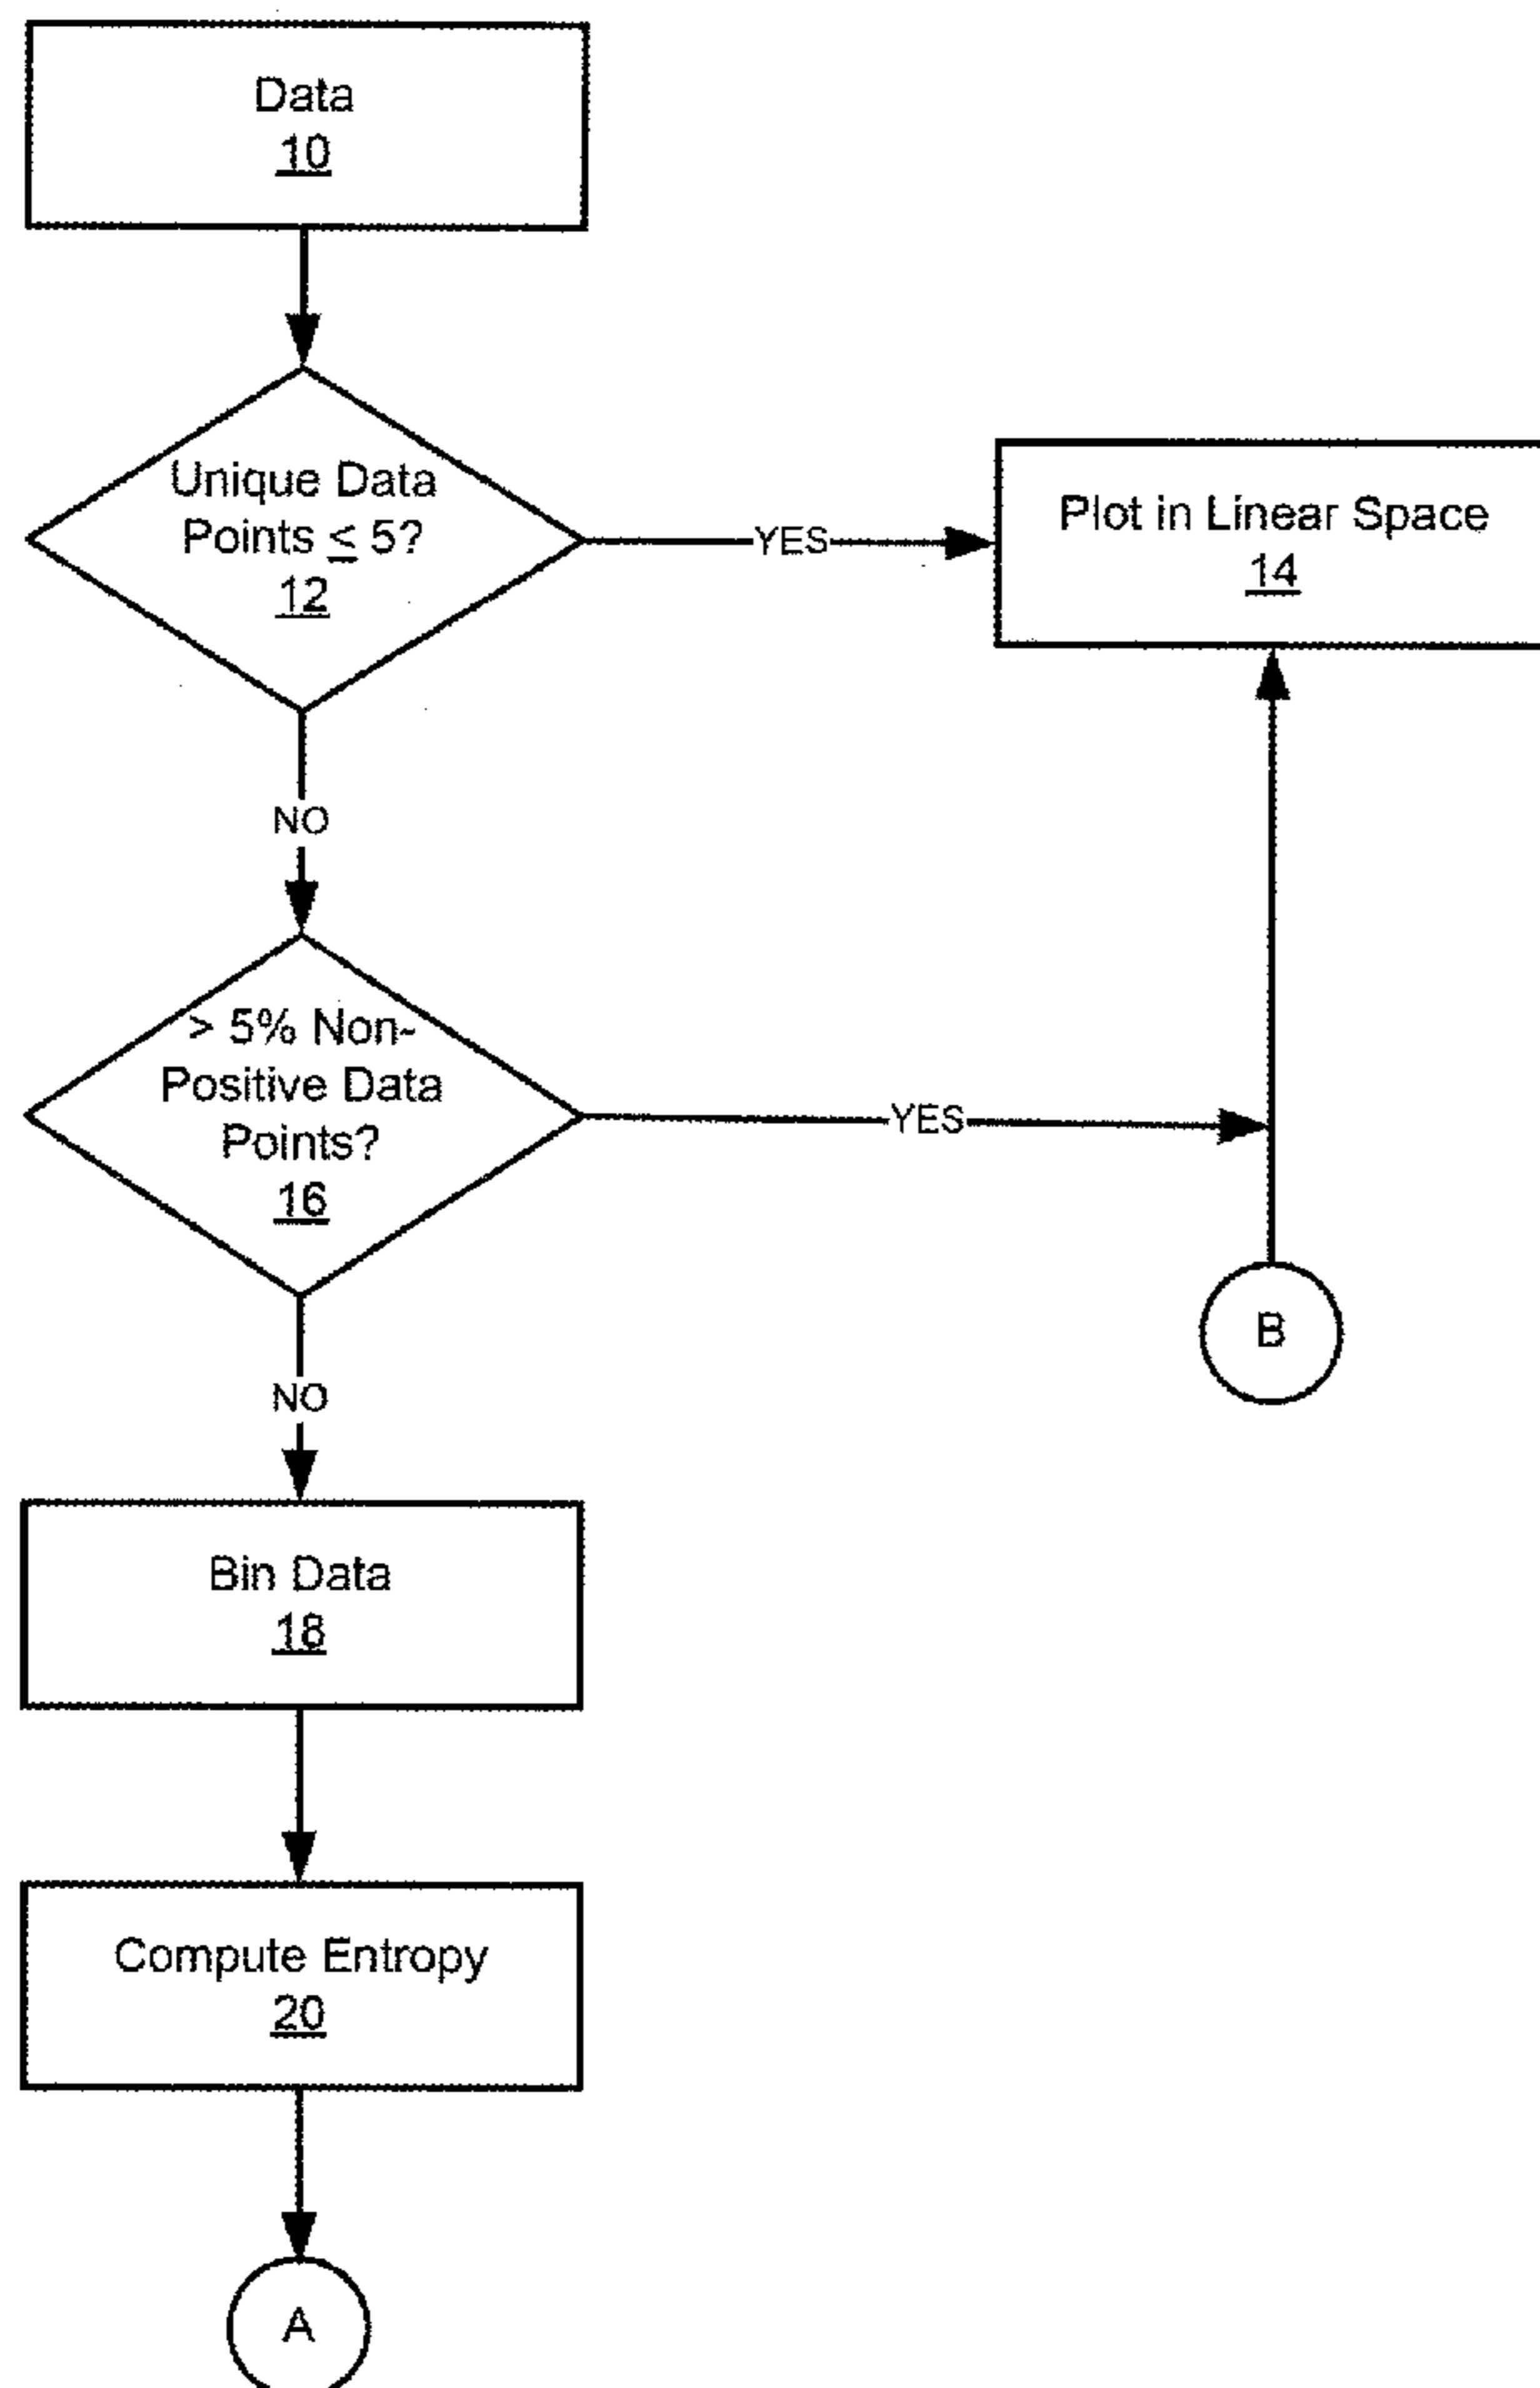 Data
10
Unique Data
Points ≤ 5?
12
YES
Plot in Linear Space
14
NO
> 5% Non-
Positive Data
Points?
16
YES
B
NO
Bin Data
18
Compute Entropy
20
A